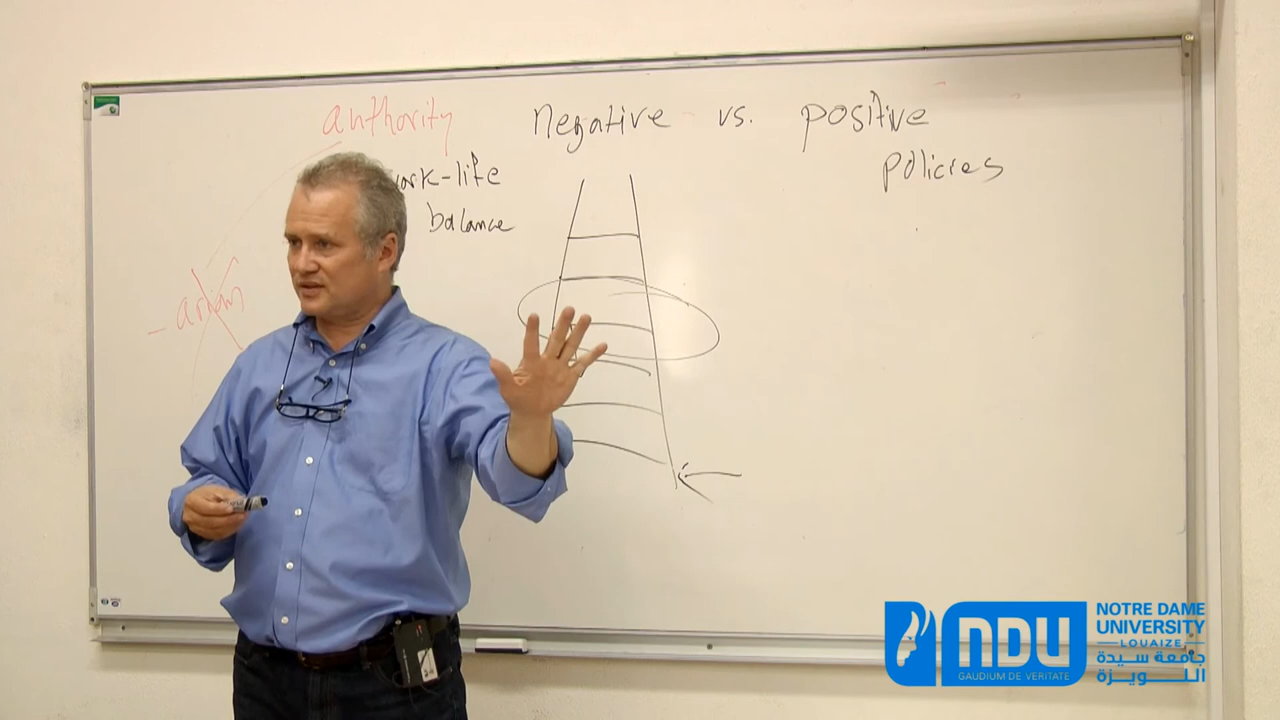 authority
negative vs. positive
policies
work-life
balance
NDU
GAUDIUM DE VERITATE
NOTRE DAME
UNIVERSITY
LOUAIZE
جامعة سيدة
اللويزة